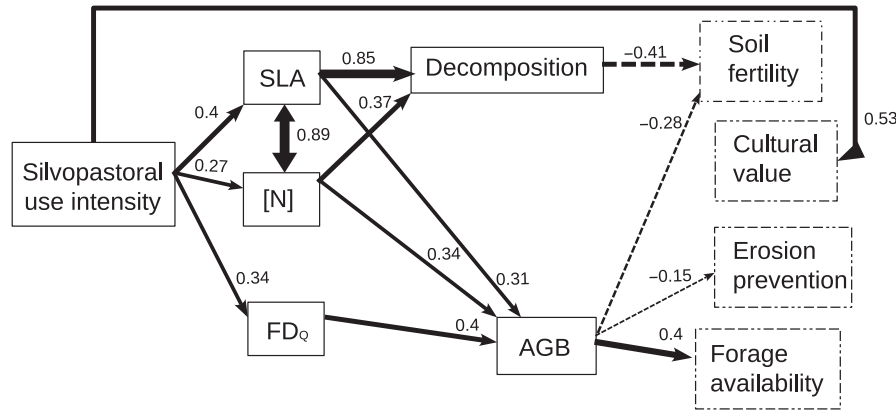 Silvopastoral
use intensity
SLA
[N]
FDQ
Decomposition
AGB
Soil
fertility
Cultural
value
Erosion
prevention
Forage
availability
0.4
0.27
0.34
0.89
0.85
0.37
0.34
0.31
0.4
−0.41
−0.28
−0.15
0.4
0.53